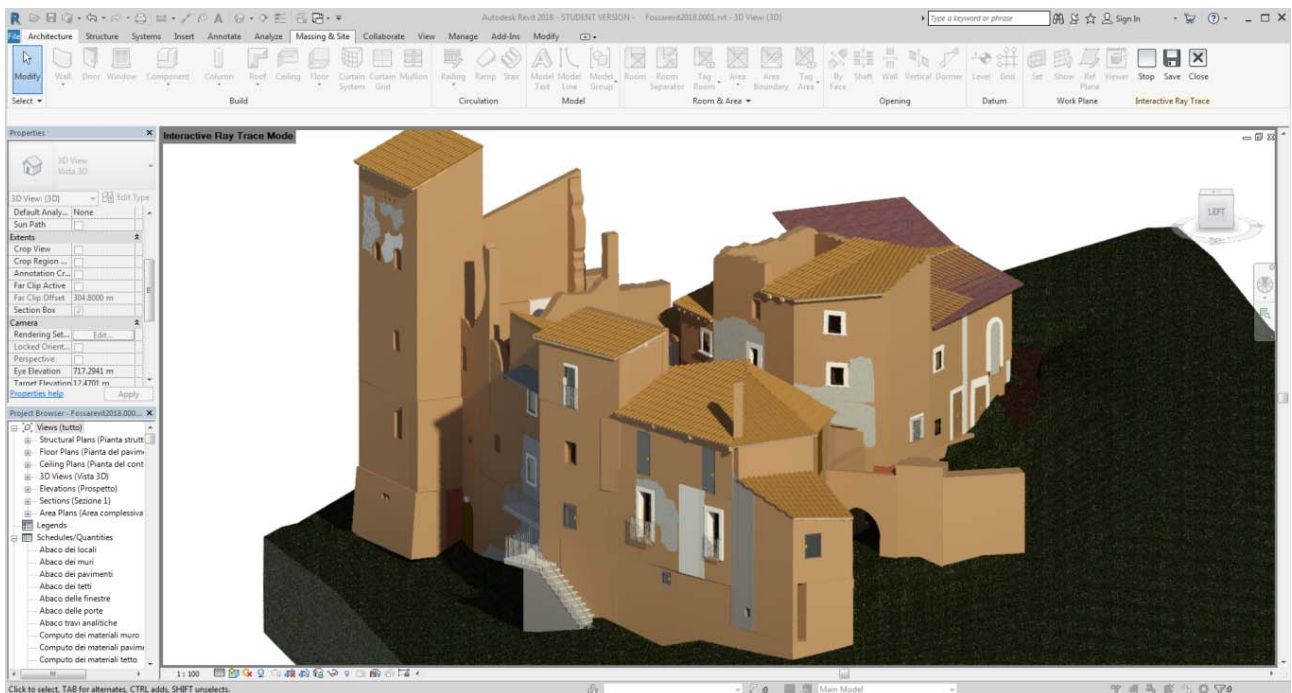 Autodesk Revit 2018 - STUDENT VERSION - Fossarevit2018.0001.rvt - 3D View: {3D}
Type a keyword or phrase
Sign In
File Architecture Structure Systems Insert Annotate Analyze Massing & Site Collaborate View Manage Add-Ins Modify
Modify Wall Door Window Component Column Roof Ceiling Floor Curtain System Curtain Grid Mullion Railing Ramp Stair Model Text Model Line Model Group Room Room Separator Tag Room Area Area Boundary Tag Area By Face Shaft Wall Vertical Dormer Level Grid Set Show Ref Plane Viewer Stop Save Close
Select Build Circulation Model Room & Area Opening Datum Work Plane Interactive Ray Trace
Properties
Interactive Ray Trace Mode
3D View
Vista 3D
3D View: {3D} Edit Type
Default Analy... None
Sun Path
Extents
Crop View
Crop Region ...
Annotation Cr...
Far Clip Active
Far Clip Offset 304.8000 m
Section Box
Camera
Rendering Set... Edit...
Locked Orient...
Perspective
Eye Elevation 717.2941 m
Target Elevation 12.4701 m
Properties help Apply
LEFT
Project Browser - Fossarevit2018.000...
Views (tutto)
Structural Plans (Pianta strutt
Floor Plans (Pianta del pavim
Ceiling Plans (Pianta del cont
3D Views (Vista 3D)
Elevations (Prospetto)
Sections (Sezione 1)
Area Plans (Area complessiva
Legends
Schedules/Quantities
Abaco dei locali
Abaco dei muri
Abaco dei pavimenti
Abaco dei tetti
Abaco delle finestre
Abaco delle porte
Abaco travi analitiche
Computo dei materiali muro
Computo dei materiali pavim
Computo dei materiali tetto
1 : 100
Click to select, TAB for alternates, CTRL adds, SHIFT unselects.
:0
Main Model
:0